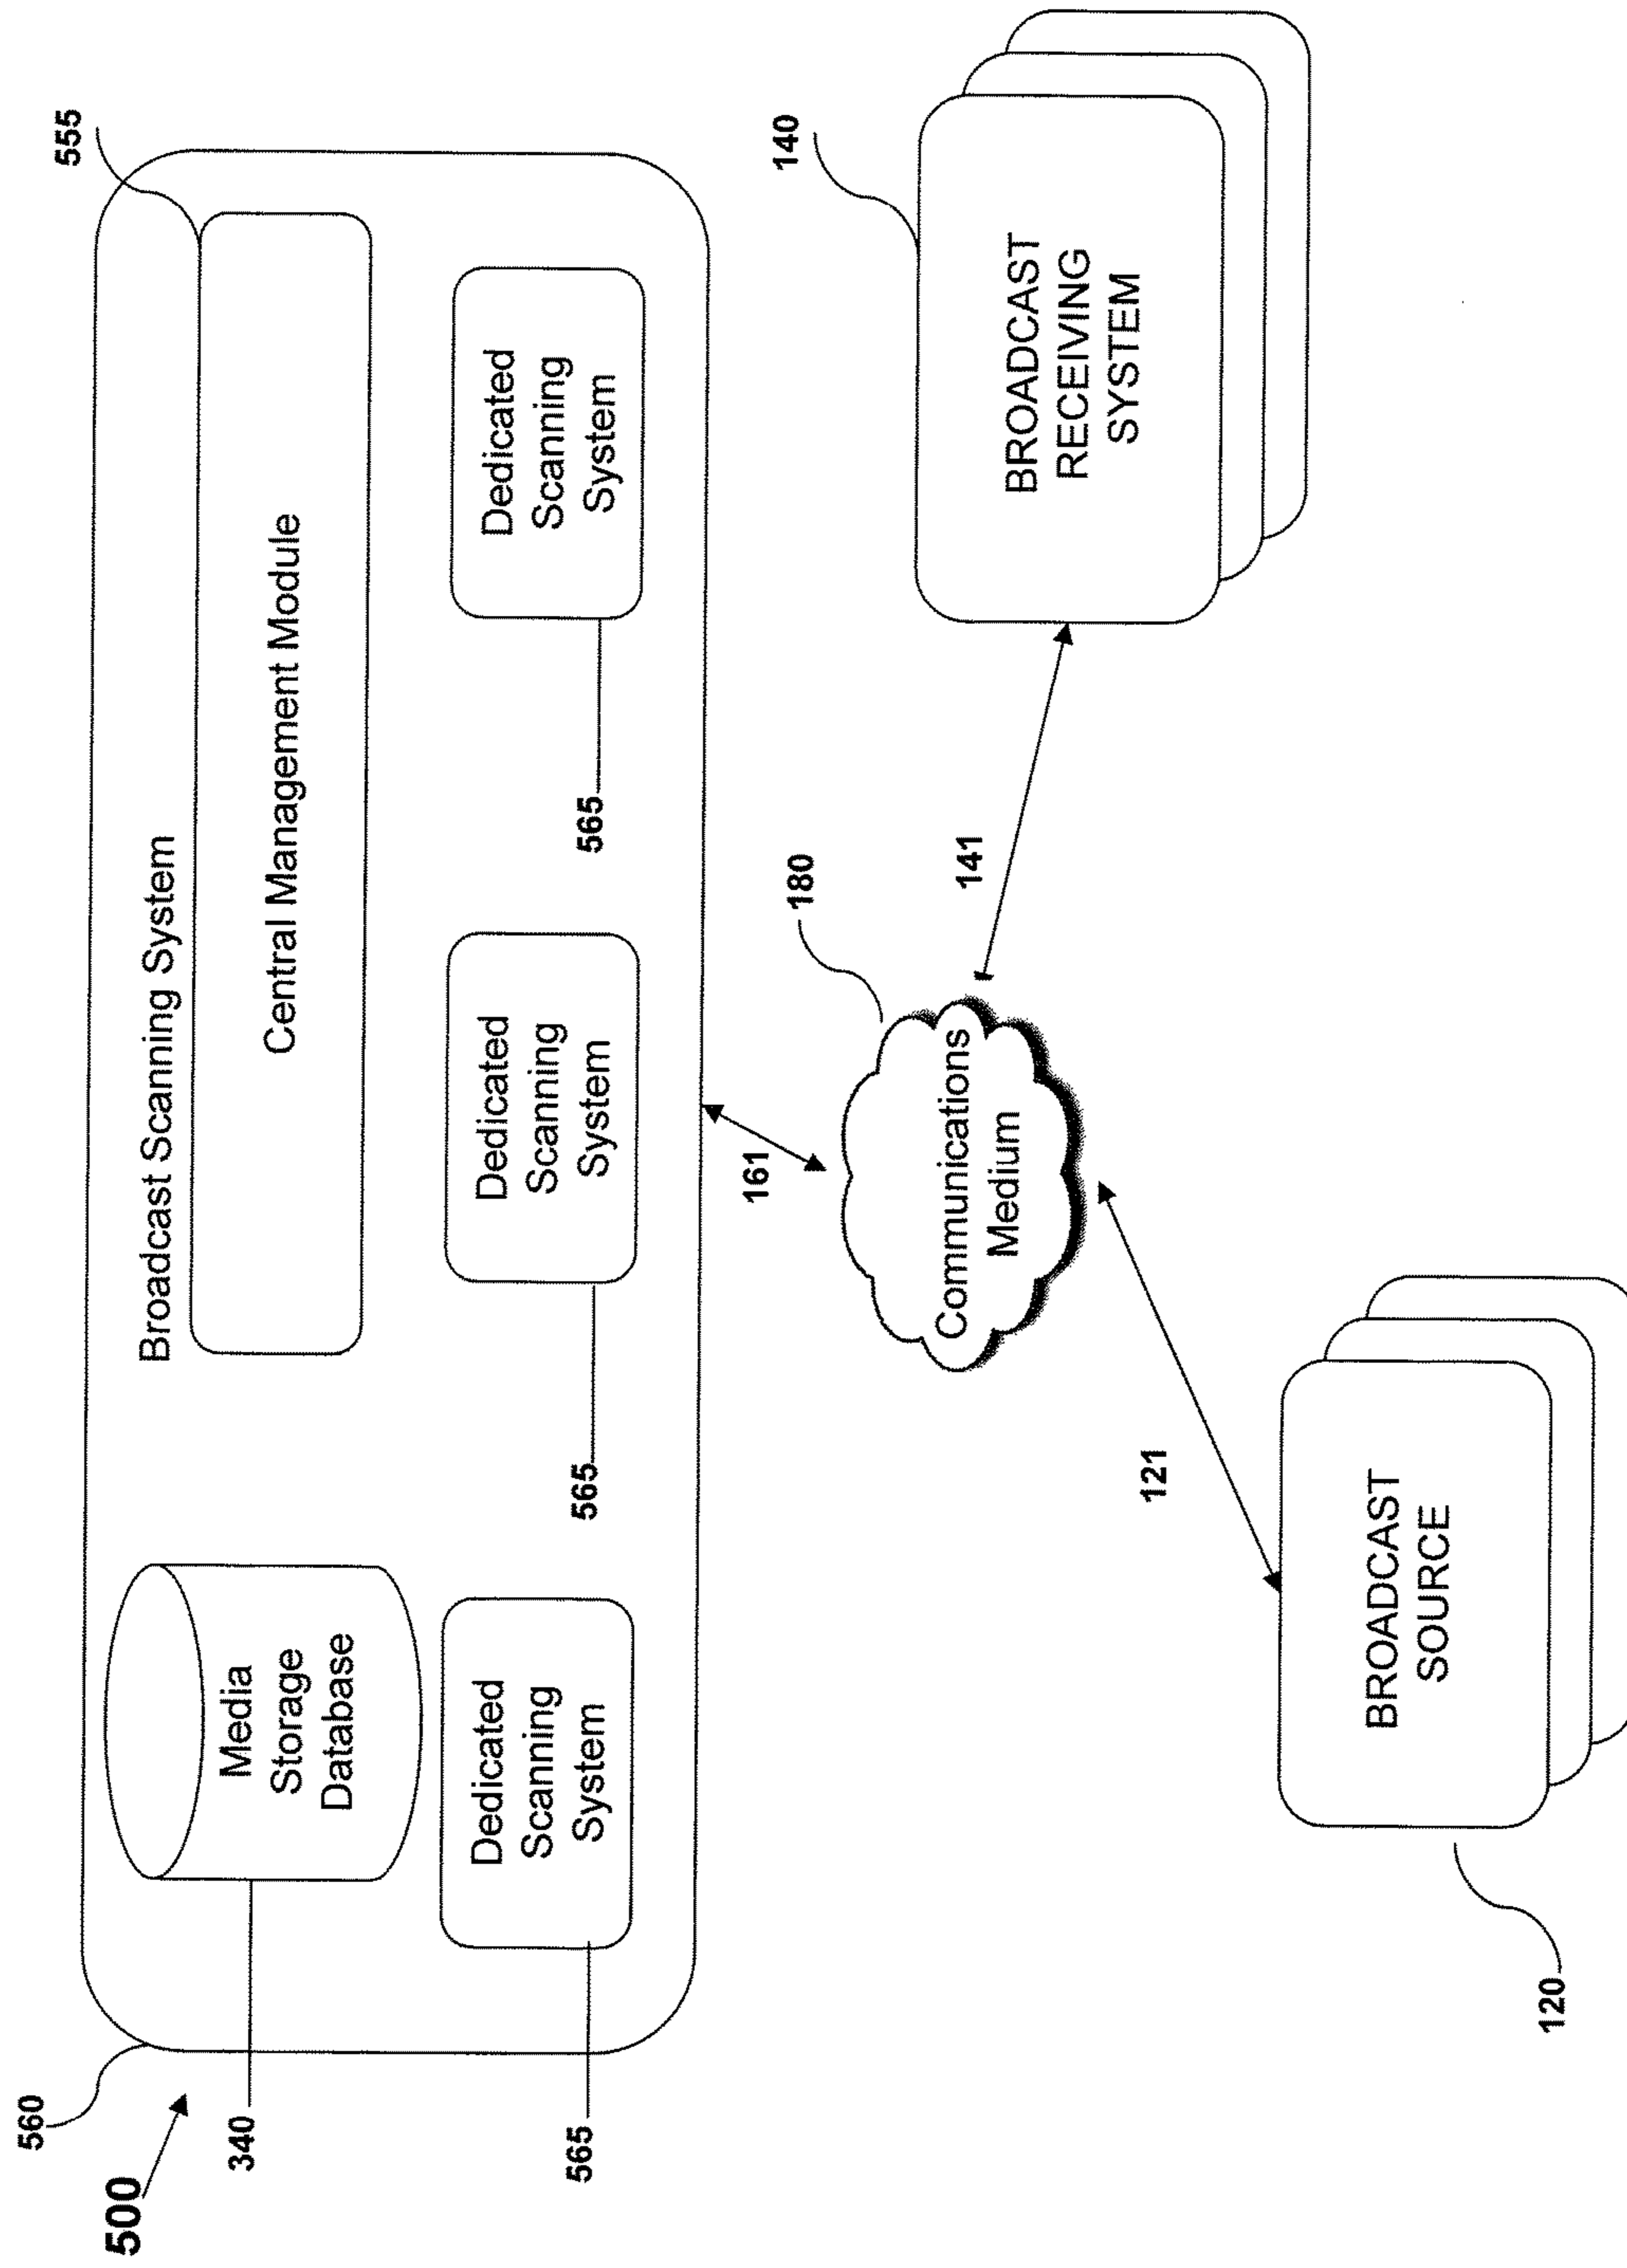 500
560
340
565
565
565
555
Broadcast Scanning System
Central Management Module
Media
Storage
Database
Dedicated
Scanning
System
Dedicated
Scanning
System
Dedicated
Scanning
System
161
180
Communications
Medium
141
140
BROADCAST
RECEIVING
SYSTEM
121
BROADCAST
SOURCE
120